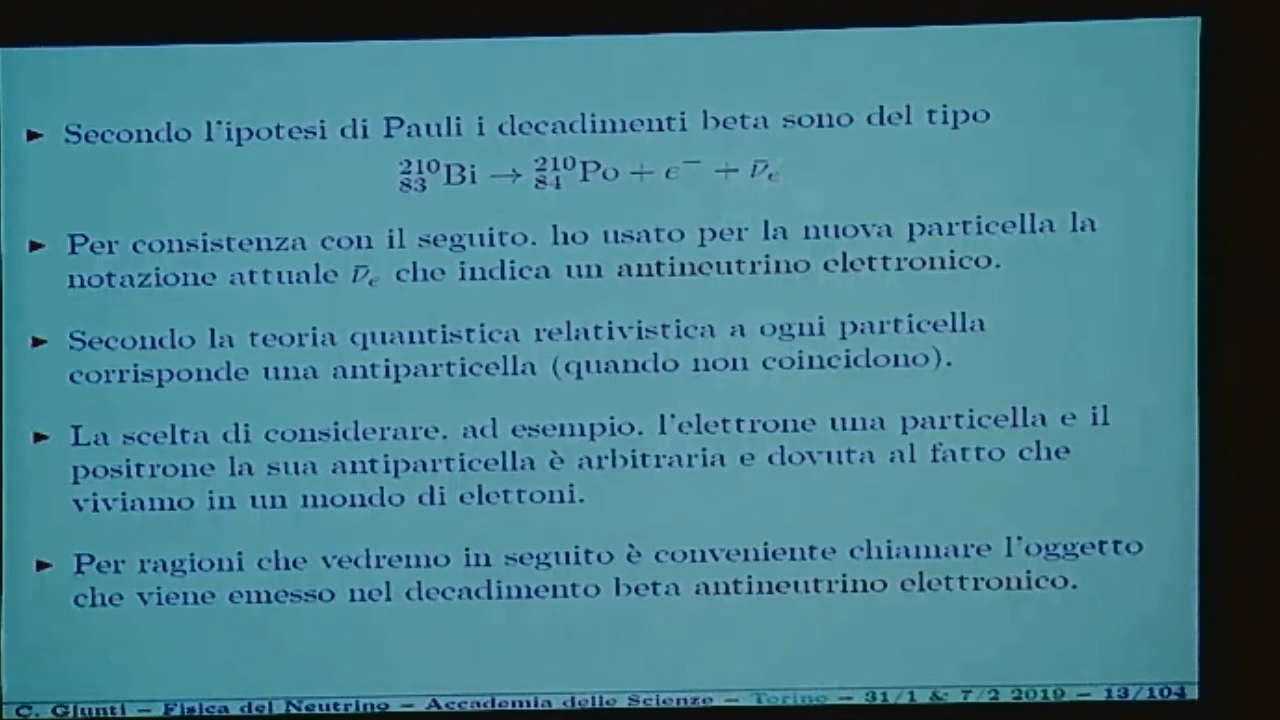 ► Secondo l'ipotesi di Pauli i decadimenti beta sono del tipo
²¹⁰₈₃Bi → ²¹⁰₈₄Po + e⁻ + ν̄ₑ
► Per consistenza con il seguito, ho usato per la nuova particella la
notazione attuale ν̄ₑ che indica un antineutrino elettronico.
► Secondo la teoria quantistica relativistica a ogni particella
corrisponde una antiparticella (quando non coincidono).
► La scelta di considerare, ad esempio, l'elettrone una particella e il
positrone la sua antiparticella è arbitraria e dovuta al fatto che
viviamo in un mondo di elettoni.
► Per ragioni che vedremo in seguito è conveniente chiamare l'oggetto
che viene emesso nel decadimento beta antineutrino elettronico.
C. Giunti – Fisica del Neutrino – Accademia delle Scienze – Torino – 31/1 & 7/2 2019 – 13/104